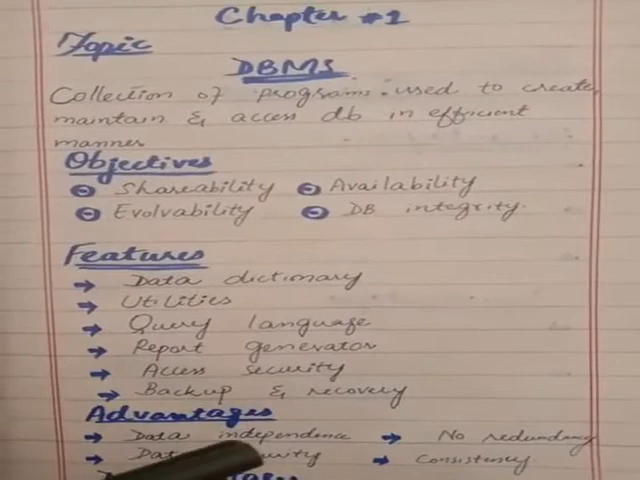 Chapter #1
Topic
DBMS
Collection of programs used to create,
maintain & access db in efficient
manner
Objectives
Shareability Availability
Evolvability DB integrity.
Features
→ Data dictionary
→ Utilities
→ Query language
→ Report generator
→ Access security
→ Backup & recovery
Advantages
→ Data independence → No redundancy
→ → Consistency